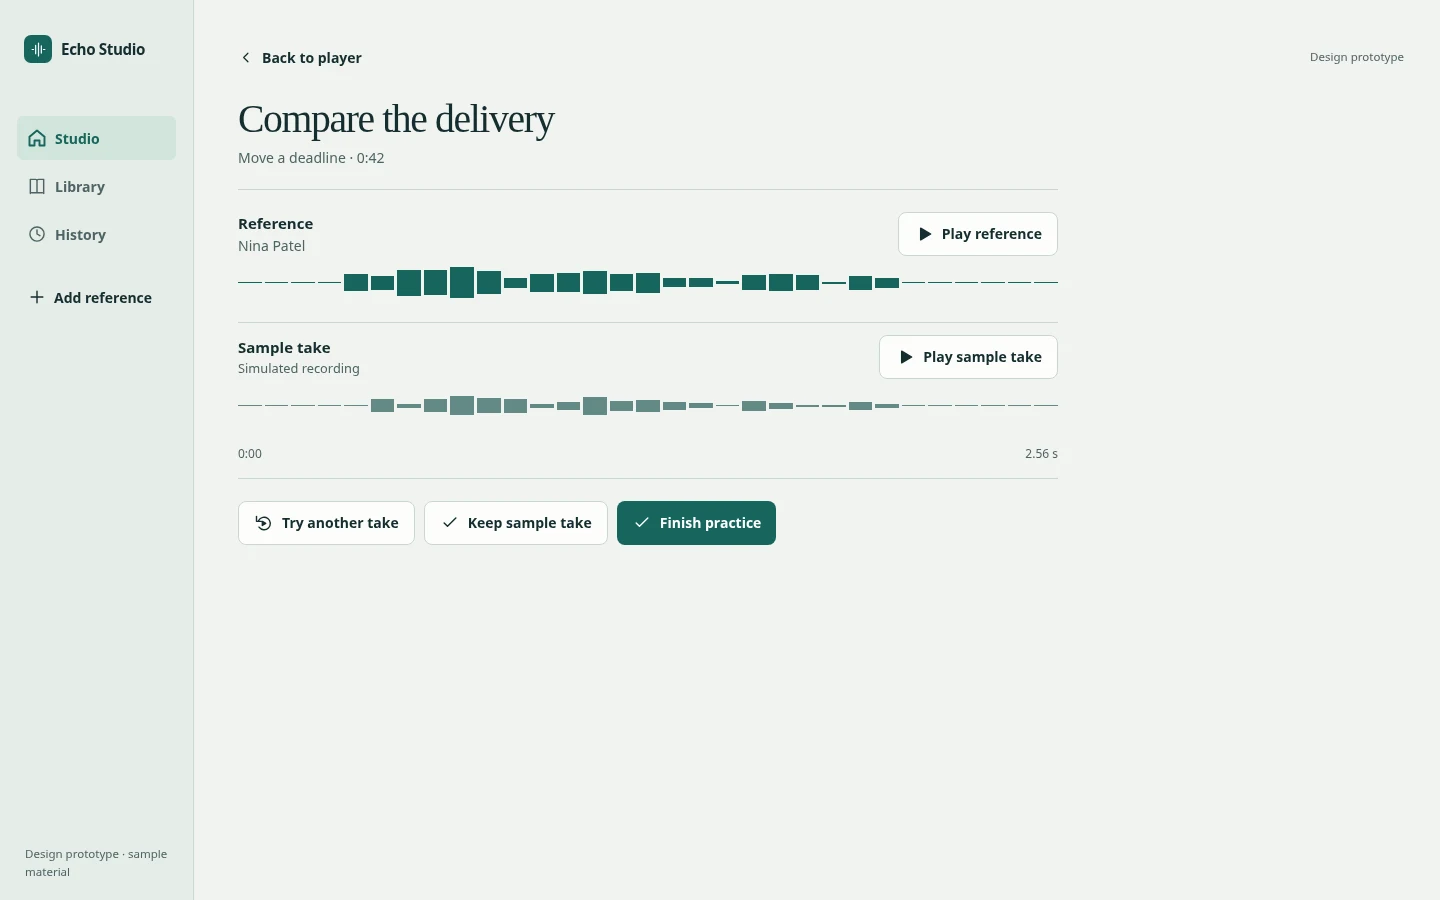 Echo Studio
Studio
Library
History
Add reference
Design prototype · sample
material
Back to player
Design prototype
Compare the delivery
Move a deadline · 0:42
Reference
Nina Patel
Play reference
Sample take
Simulated recording
Play sample take
0:00
2.56 s
Try another take
Keep sample take
Finish practice